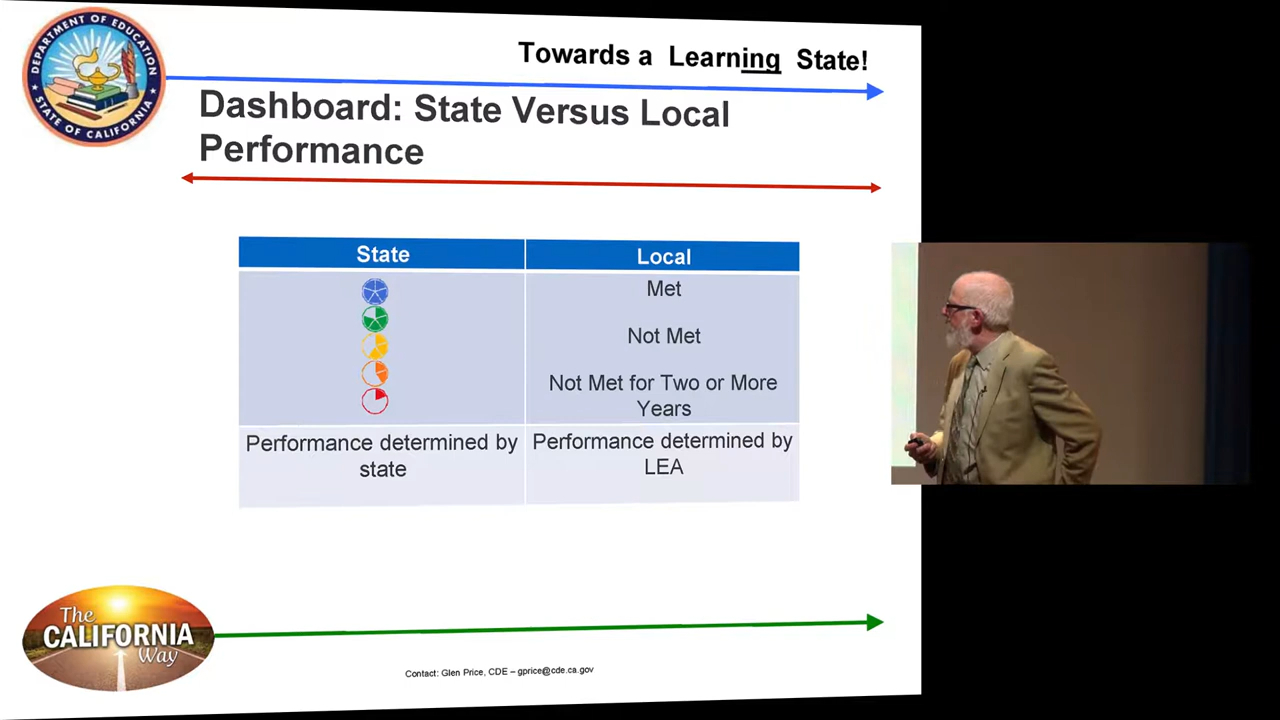 DEPARTMENT OF EDUCATION
STATE OF CALIFORNIA
Towards a Learning State!
Dashboard: State Versus Local
Performance
State
Local
Met
Not Met
Not Met for Two or More
Years
Performance determined by
state
Performance determined by
LEA
The
CALIFORNIA
Way
Contact: Glen Price, CDE – gprice@cde.ca.gov